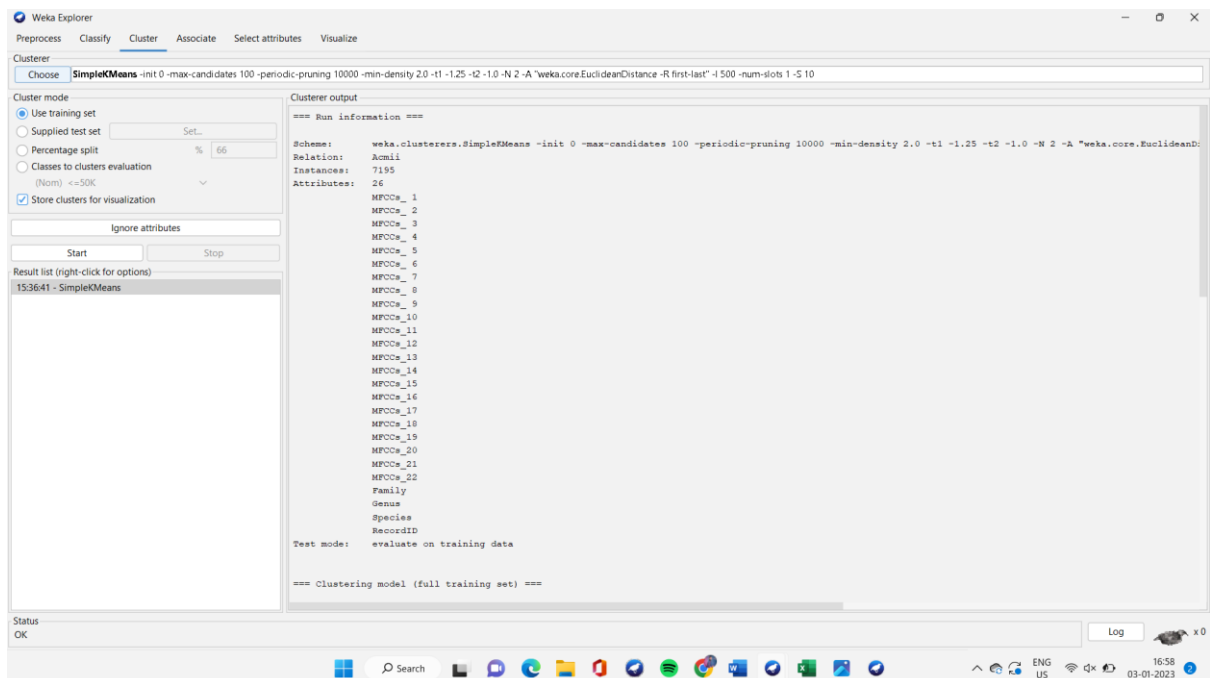 Weka Explorer
Preprocess Classify Cluster Associate Select attributes Visualize
Clusterer
Choose SimpleKMeans -init 0 -max-candidates 100 -periodic-pruning 10000 -min-density 2.0 -t1 -1.25 -t2 -1.0 -N 2 -A "weka.core.EuclideanDistance -R first-last" -I 500 -num-slots 1 -S 10
Cluster mode
Use training set
Supplied test set Set...
Percentage split % 66
Classes to clusters evaluation
(Nom) <=50K
Store clusters for visualization
Ignore attributes
Start Stop
Result list (right-click for options)
15:36:41 - SimpleKMeans
Clusterer output
=== Run information ===
Scheme: weka.clusterers.SimpleKMeans -init 0 -max-candidates 100 -periodic-pruning 10000 -min-density 2.0 -t1 -1.25 -t2 -1.0 -N 2 -A "weka.core.EuclideanD
Relation: Acmii
Instances: 7195
Attributes: 26
MFCCs_ 1
MFCCs_ 2
MFCCs_ 3
MFCCs_ 4
MFCCs_ 5
MFCCs_ 6
MFCCs_ 7
MFCCs_ 8
MFCCs_ 9
MFCCs_10
MFCCs_11
MFCCs_12
MFCCs_13
MFCCs_14
MFCCs_15
MFCCs_16
MFCCs_17
MFCCs_18
MFCCs_19
MFCCs_20
MFCCs_21
MFCCs_22
Family
Genus
Species
RecordID
Test mode: evaluate on training data
=== Clustering model (full training set) ===
Status
OK
Log x 0
Search
ENG
US
16:58
03-01-2023
2